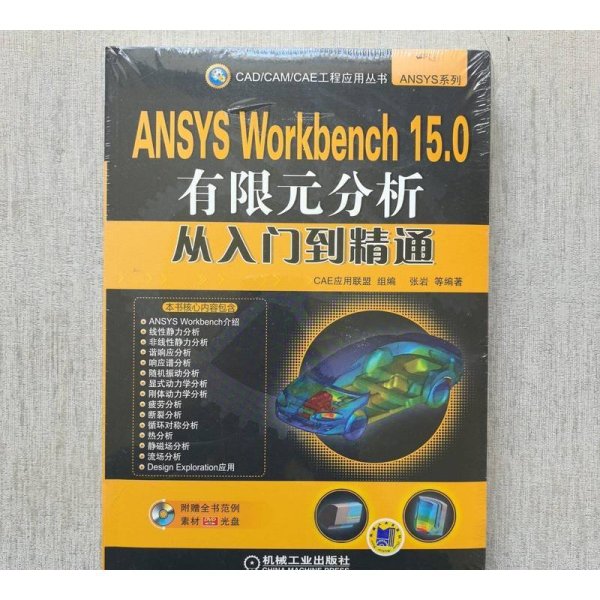 CAD/CAM/CAE工程应用丛书
ANSYS系列
ANSYS Workbench 15.0
有限元分析
从入门到精通
CAE应用联盟 组编 张岩 等编著
本书核心内容包含
ANSYS Workbench介绍
线性静力分析
非线性静力分析
谐响应分析
响应谱分析
随机振动分析
显式动力学分析
刚体动力学分析
疲劳分析
断裂分析
循环对称分析
热分析
静磁场分析
流场分析
Design Exploration应用
附赠全书范例
素材DVD光盘
机械工业出版社
CHINA MACHINE PRESS